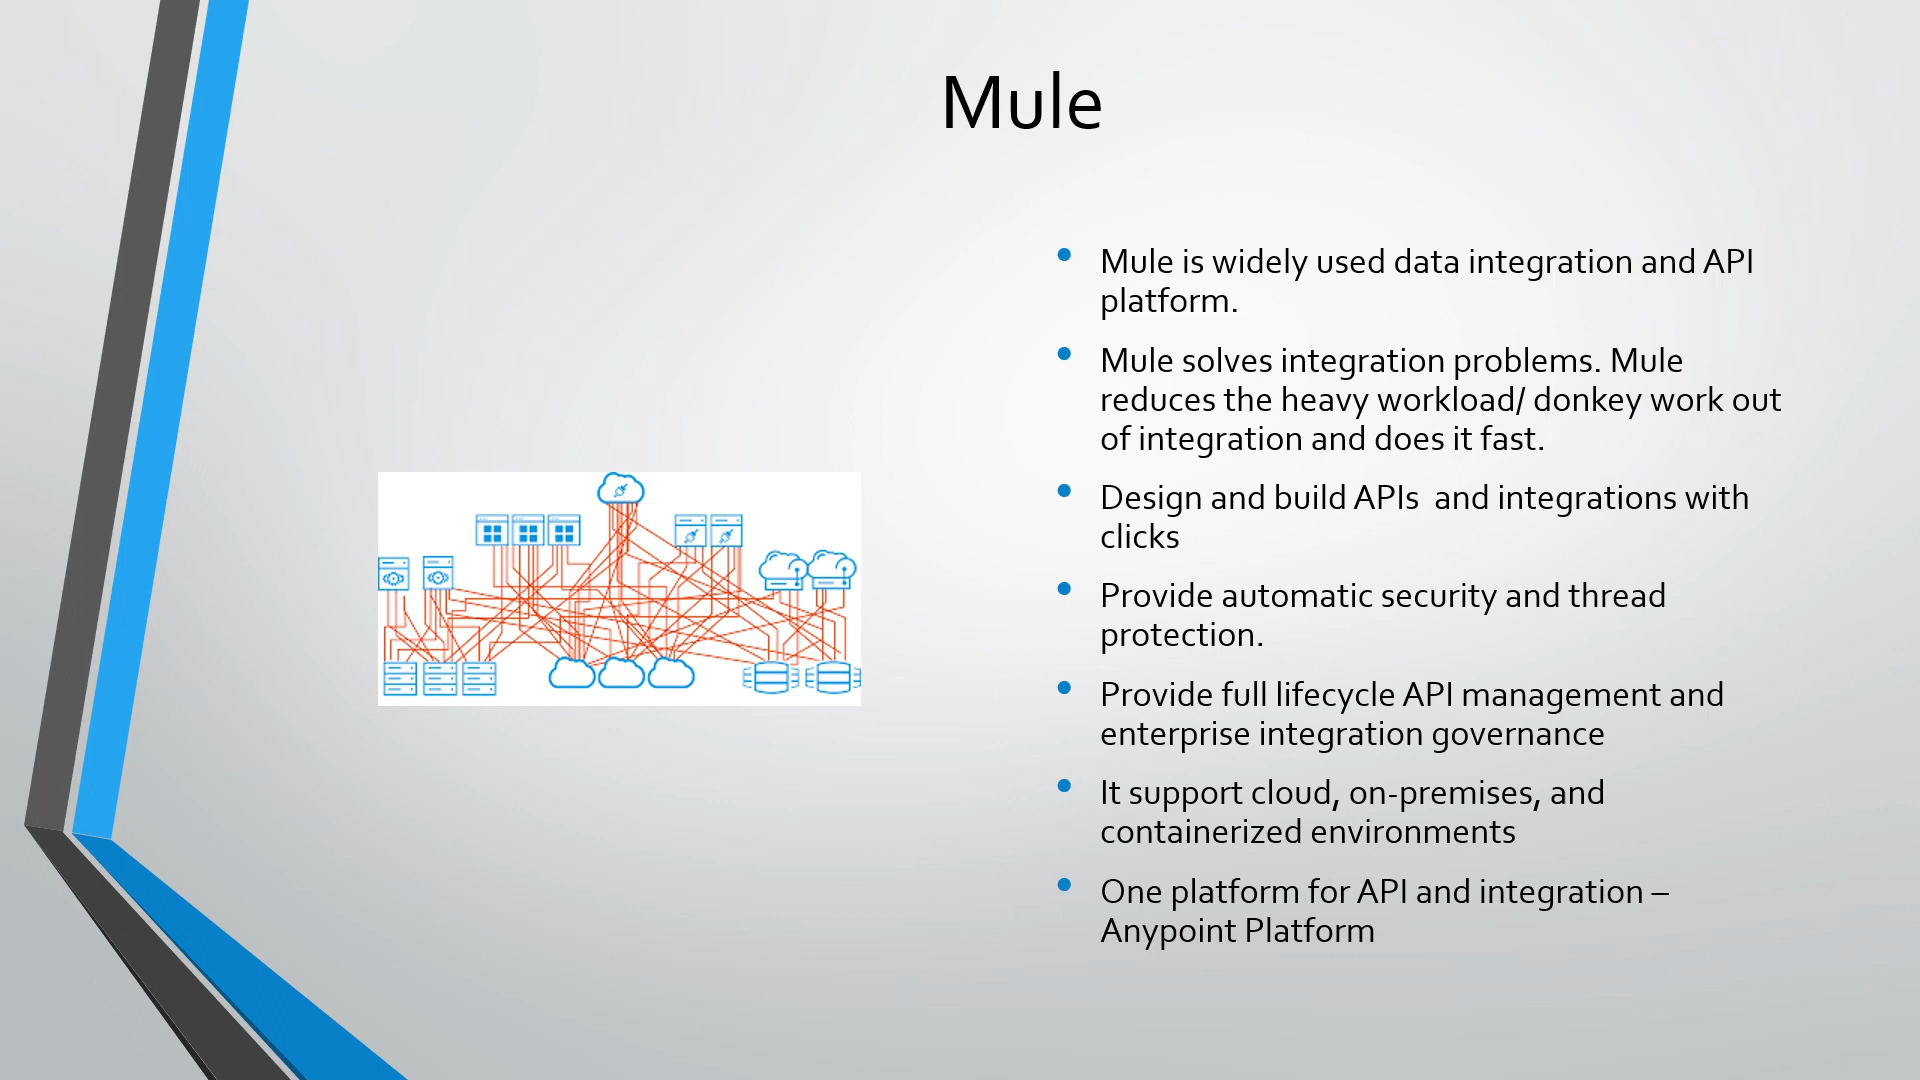 Mule
• Mule is widely used data integration and API
platform.
• Mule solves integration problems. Mule
reduces the heavy workload/ donkey work out
of integration and does it fast.
• Design and build APIs  and integrations with
clicks
• Provide automatic security and thread
protection.
• Provide full lifecycle API management and
enterprise integration governance
• It support cloud, on-premises, and
containerized environments
• One platform for API and integration –
Anypoint Platform